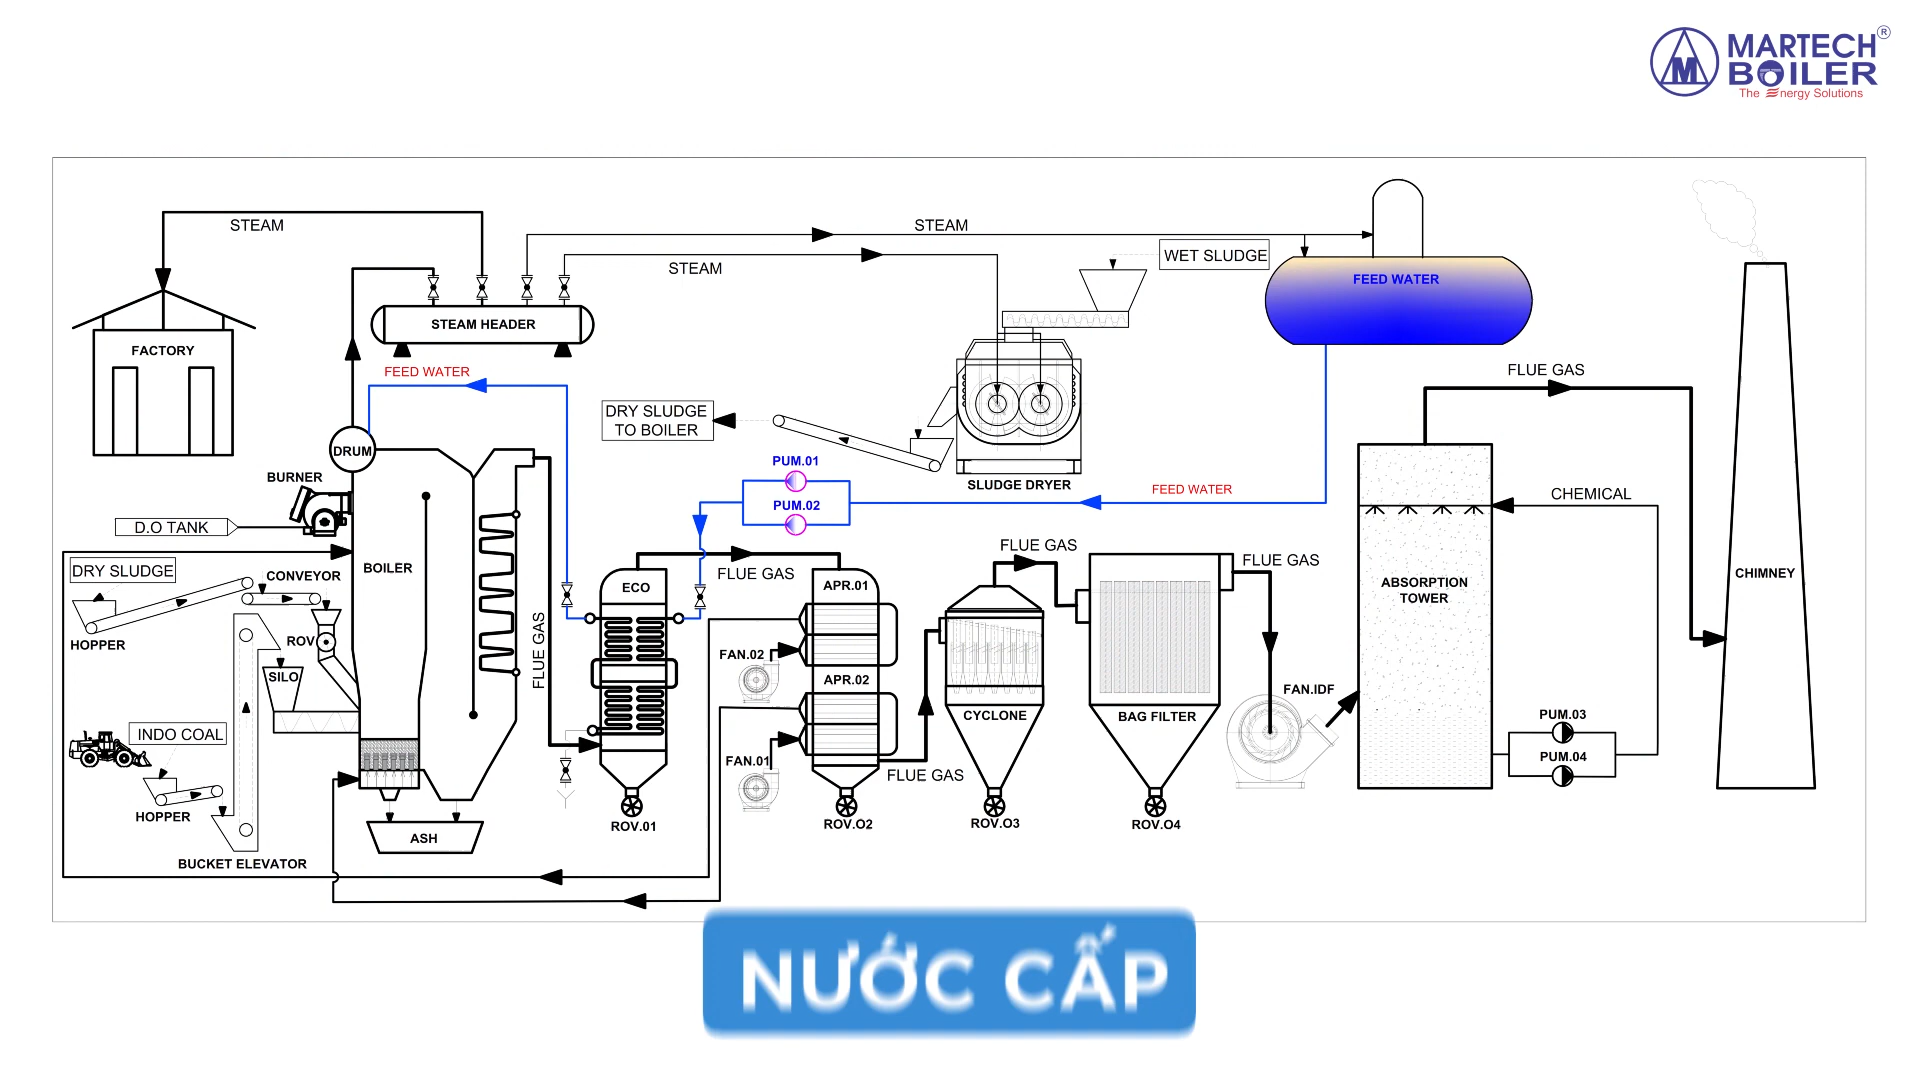 MARTECH®
BOILER
The Energy Solutions
STEAM
STEAM
STEAM
WET SLUDGE
FEED WATER
STEAM HEADER
FACTORY
FEED WATER
FLUE GAS
DRY SLUDGE
TO BOILER
DRUM
BURNER
PUM.01
SLUDGE DRYER
FEED WATER
CHEMICAL
PUM.02
D.O TANK
FLUE GAS
FLUE GAS
FLUE GAS
DRY SLUDGE
CONVEYOR
BOILER
ECO
APR.01
ABSORPTION
TOWER
CHIMNEY
HOPPER
ROV
FLUE GAS
FAN.02
SILO
APR.02
FAN.IDF
CYCLONE
BAG FILTER
PUM.03
INDO COAL
FAN.01
PUM.04
FLUE GAS
HOPPER
ROV.01
ROV.O2
ROV.O3
ROV.O4
ASH
BUCKET ELEVATOR
NƯỚC CẤP